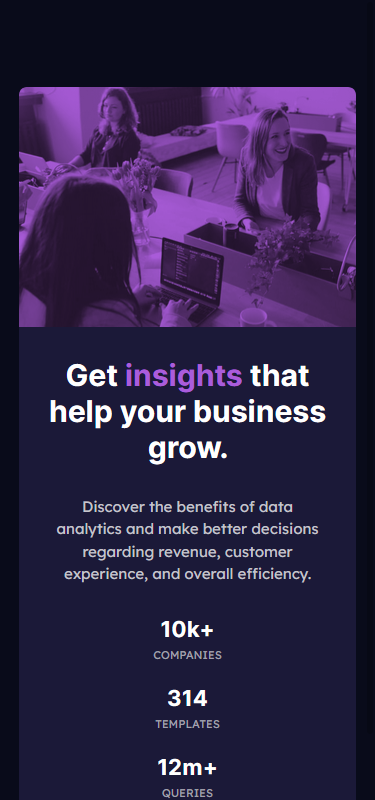 Get insights that
help your business
grow.
Discover the benefits of data
analytics and make better decisions
regarding revenue, customer
experience, and overall efficiency.
10k+
COMPANIES
314
TEMPLATES
12m+
QUERIES